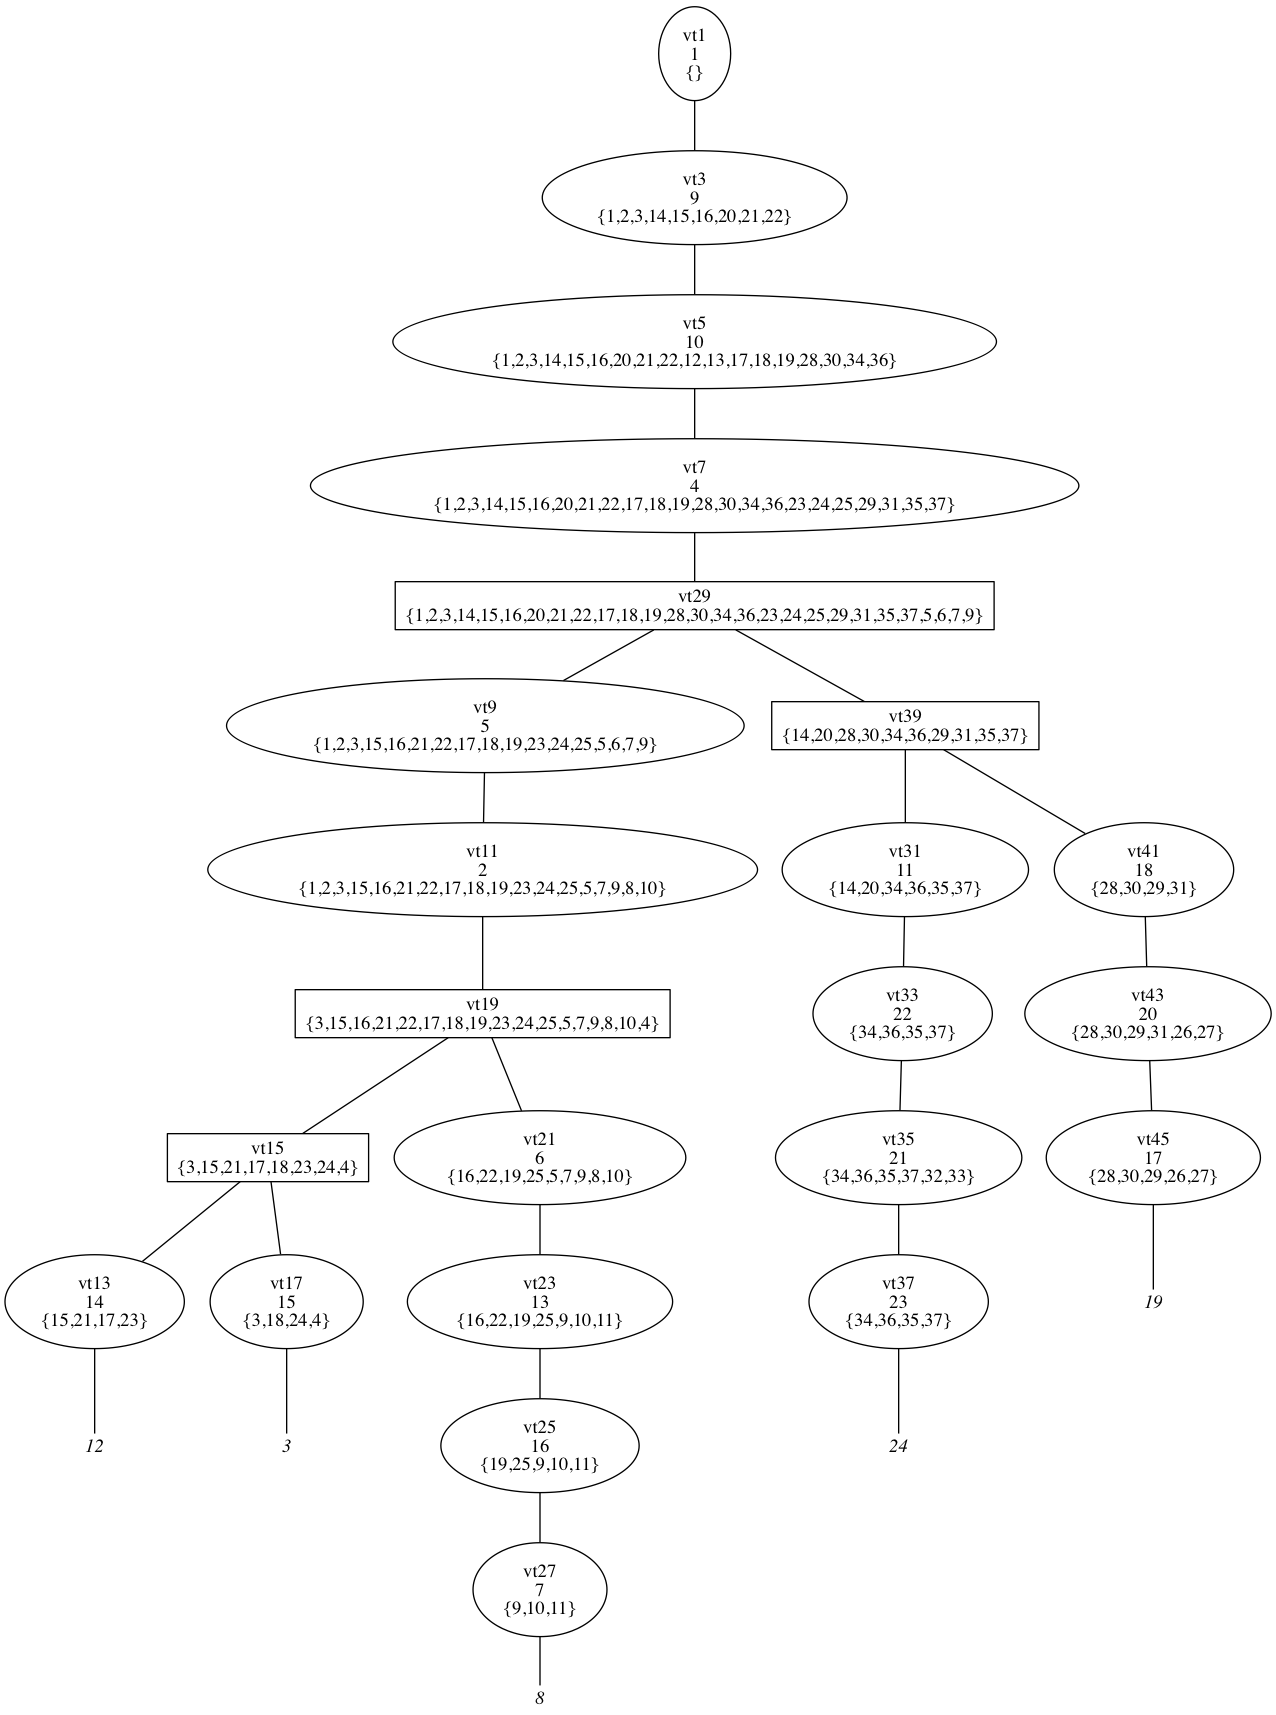 vt1
1
{}
vt3
9
{1,2,3,14,15,16,20,21,22}
vt5
10
{1,2,3,14,15,16,20,21,22,12,13,17,18,19,28,30,34,36}
vt7
4
{1,2,3,14,15,16,20,21,22,17,18,19,28,30,34,36,23,24,25,29,31,35,37}
vt29
{1,2,3,14,15,16,20,21,22,17,18,19,28,30,34,36,23,24,25,29,31,35,37,5,6,7,9}
vt9
5
{1,2,3,15,16,21,22,17,18,19,23,24,25,5,6,7,9}
vt39
{14,20,28,30,34,36,29,31,35,37}
vt11
2
{1,2,3,15,16,21,22,17,18,19,23,24,25,5,7,9,8,10}
vt31
11
{14,20,34,36,35,37}
vt41
18
{28,30,29,31}
vt19
{3,15,16,21,22,17,18,19,23,24,25,5,7,9,8,10,4}
vt33
22
{34,36,35,37}
vt43
20
{28,30,29,31,26,27}
vt15
{3,15,21,17,18,23,24,4}
vt21
6
{16,22,19,25,5,7,9,8,10}
vt35
21
{34,36,35,37,32,33}
vt45
17
{28,30,29,26,27}
vt13
14
{15,21,17,23}
vt17
15
{3,18,24,4}
vt23
13
{16,22,19,25,9,10,11}
vt37
23
{34,36,35,37}
19
12
3
vt25
16
{19,25,9,10,11}
24
vt27
7
{9,10,11}
8